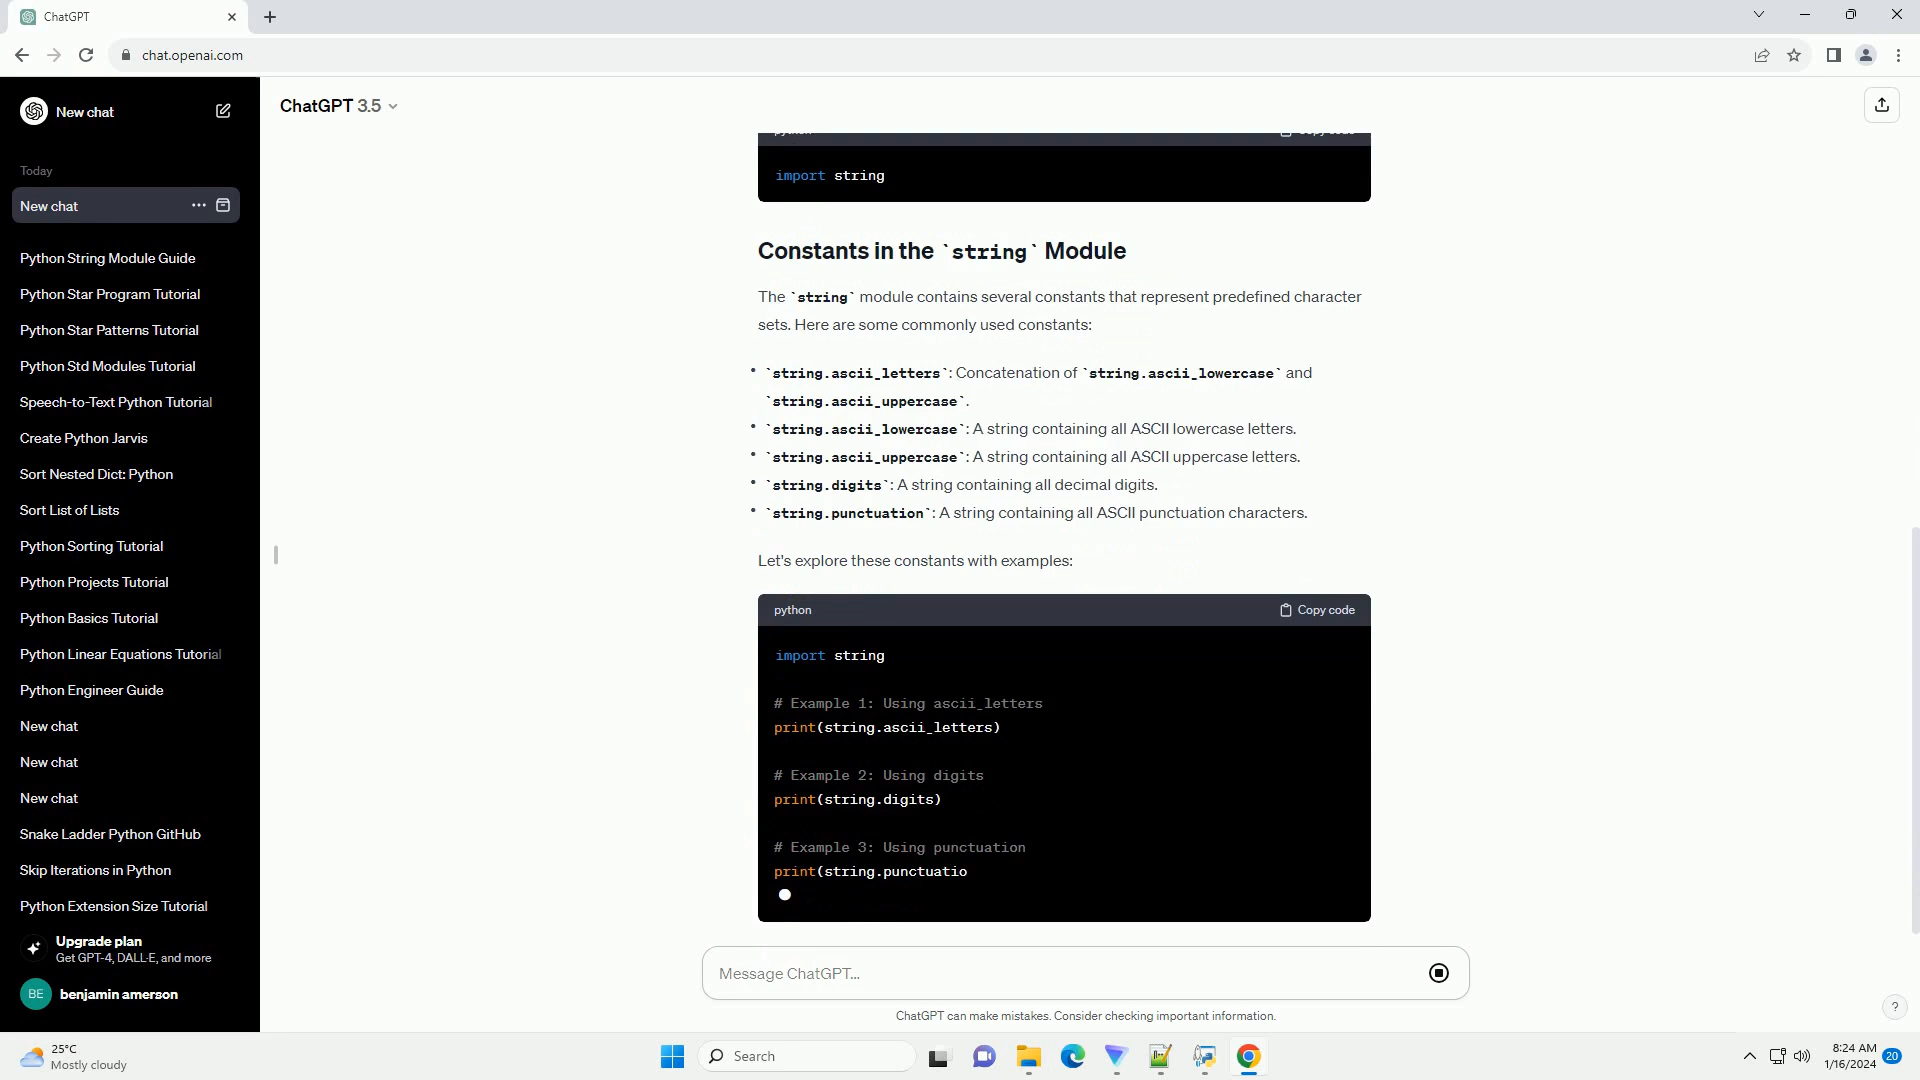 ChatGPT
chat.openai.com
New chat
ChatGPT 3.5
Today
New chat
Python String Module Guide
Python Star Program Tutorial
Python Star Patterns Tutorial
Python Std Modules Tutorial
Speech-to-Text Python Tutorial
Create Python Jarvis
Sort Nested Dict: Python
Sort List of Lists
Python Sorting Tutorial
Python Projects Tutorial
Python Basics Tutorial
Python Linear Equations Tutorial
Python Engineer Guide
New chat
New chat
New chat
Snake Ladder Python GitHub
Skip Iterations in Python
Python Extension Size Tutorial
Upgrade plan
Get GPT-4, DALL·E, and more
BE benjamin amerson
python Copy code
import string
Constants in the `string` Module
The `string` module contains several constants that represent predefined character
sets. Here are some commonly used constants:
• `string.ascii_letters`: Concatenation of `string.ascii_lowercase` and
`string.ascii_uppercase`.
• `string.ascii_lowercase`: A string containing all ASCII lowercase letters.
• `string.ascii_uppercase`: A string containing all ASCII uppercase letters.
• `string.digits`: A string containing all decimal digits.
• `string.punctuation`: A string containing all ASCII punctuation characters.
Let's explore these constants with examples:
python Copy code
import string
# Example 1: Using ascii_letters
print(string.ascii_letters)
# Example 2: Using digits
print(string.digits)
# Example 3: Using punctuation
print(string.punctuatio
Message ChatGPT...
ChatGPT can make mistakes. Consider checking important information.
?
25°C
Mostly cloudy
Search
8:24 AM
1/16/2024
20